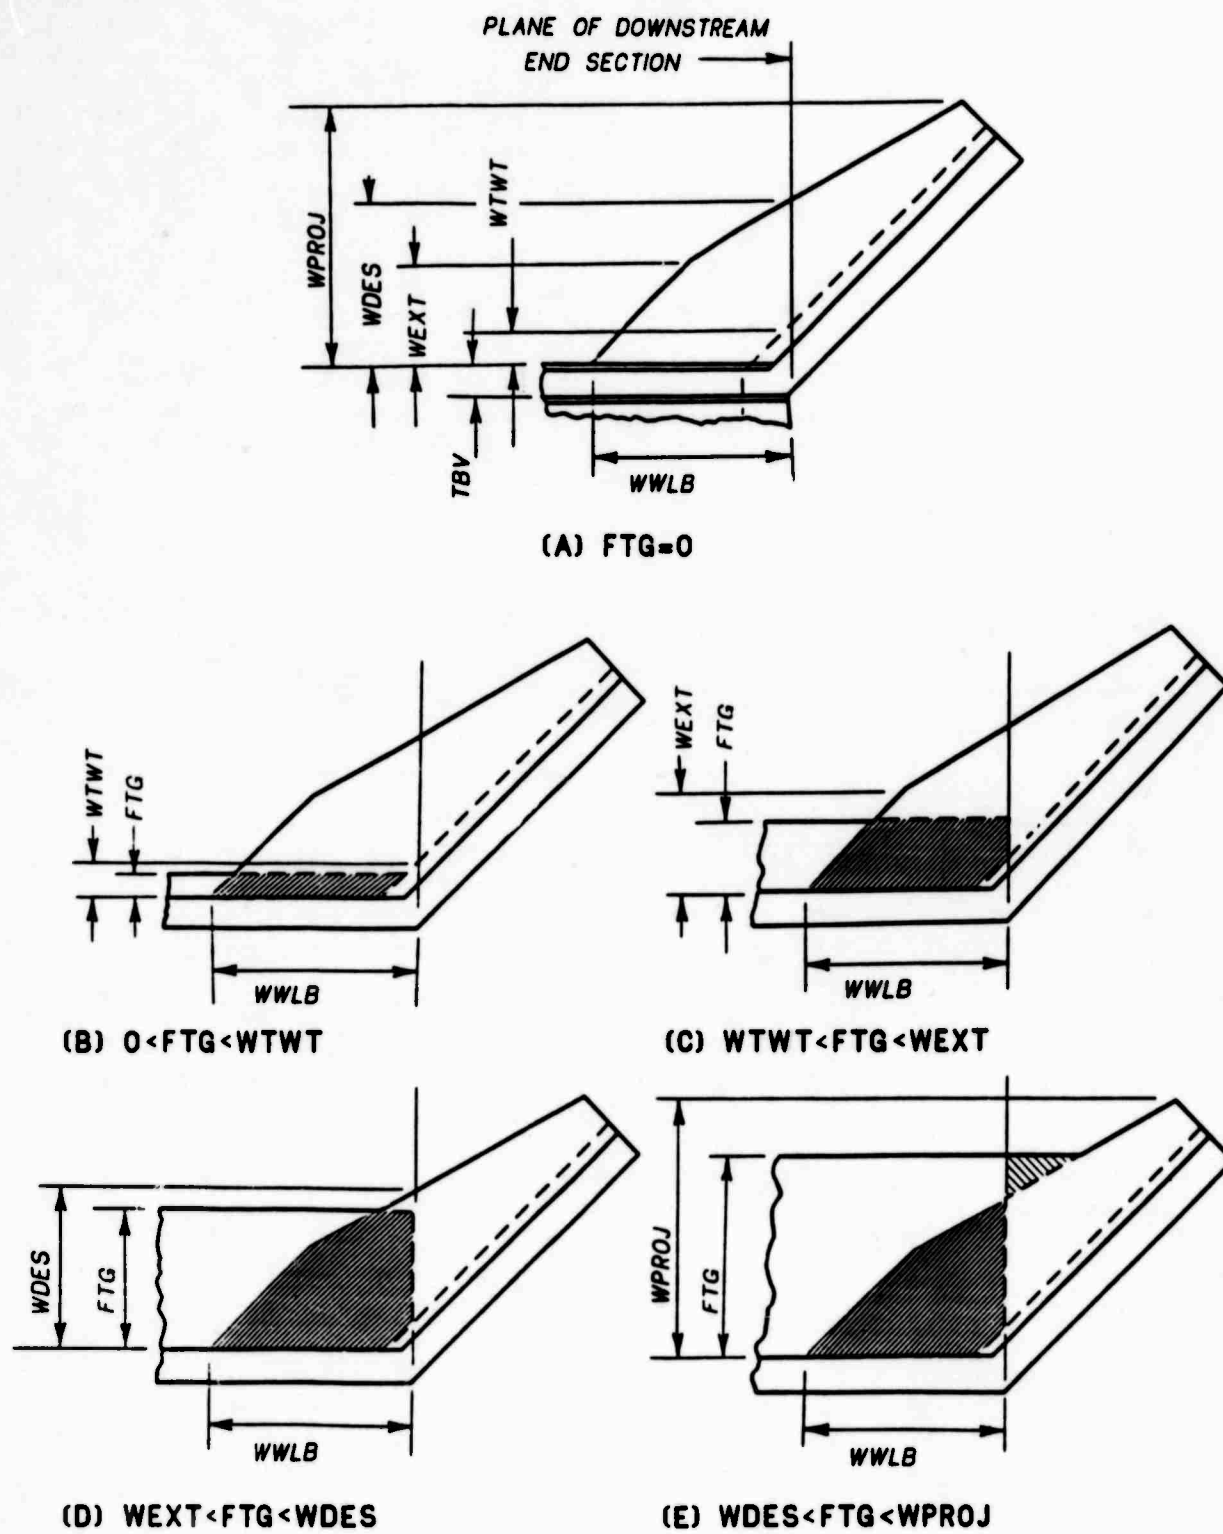 PLANE OF DOWNSTREAM
END SECTION
WPROJ
WDES
WEXT
WTWT
TBV
WWLB
(A) FTG=0
WTWT
FTG
WWLB
(B) 0<FTG<WTWT
WEXT
FTG
WWLB
(C) WTWT<FTG<WEXT
WDES
FTG
WWLB
(D) WEXT<FTG<WDES
WPROJ
FTG
WWLB
(E) WDES<FTG<WPROJ